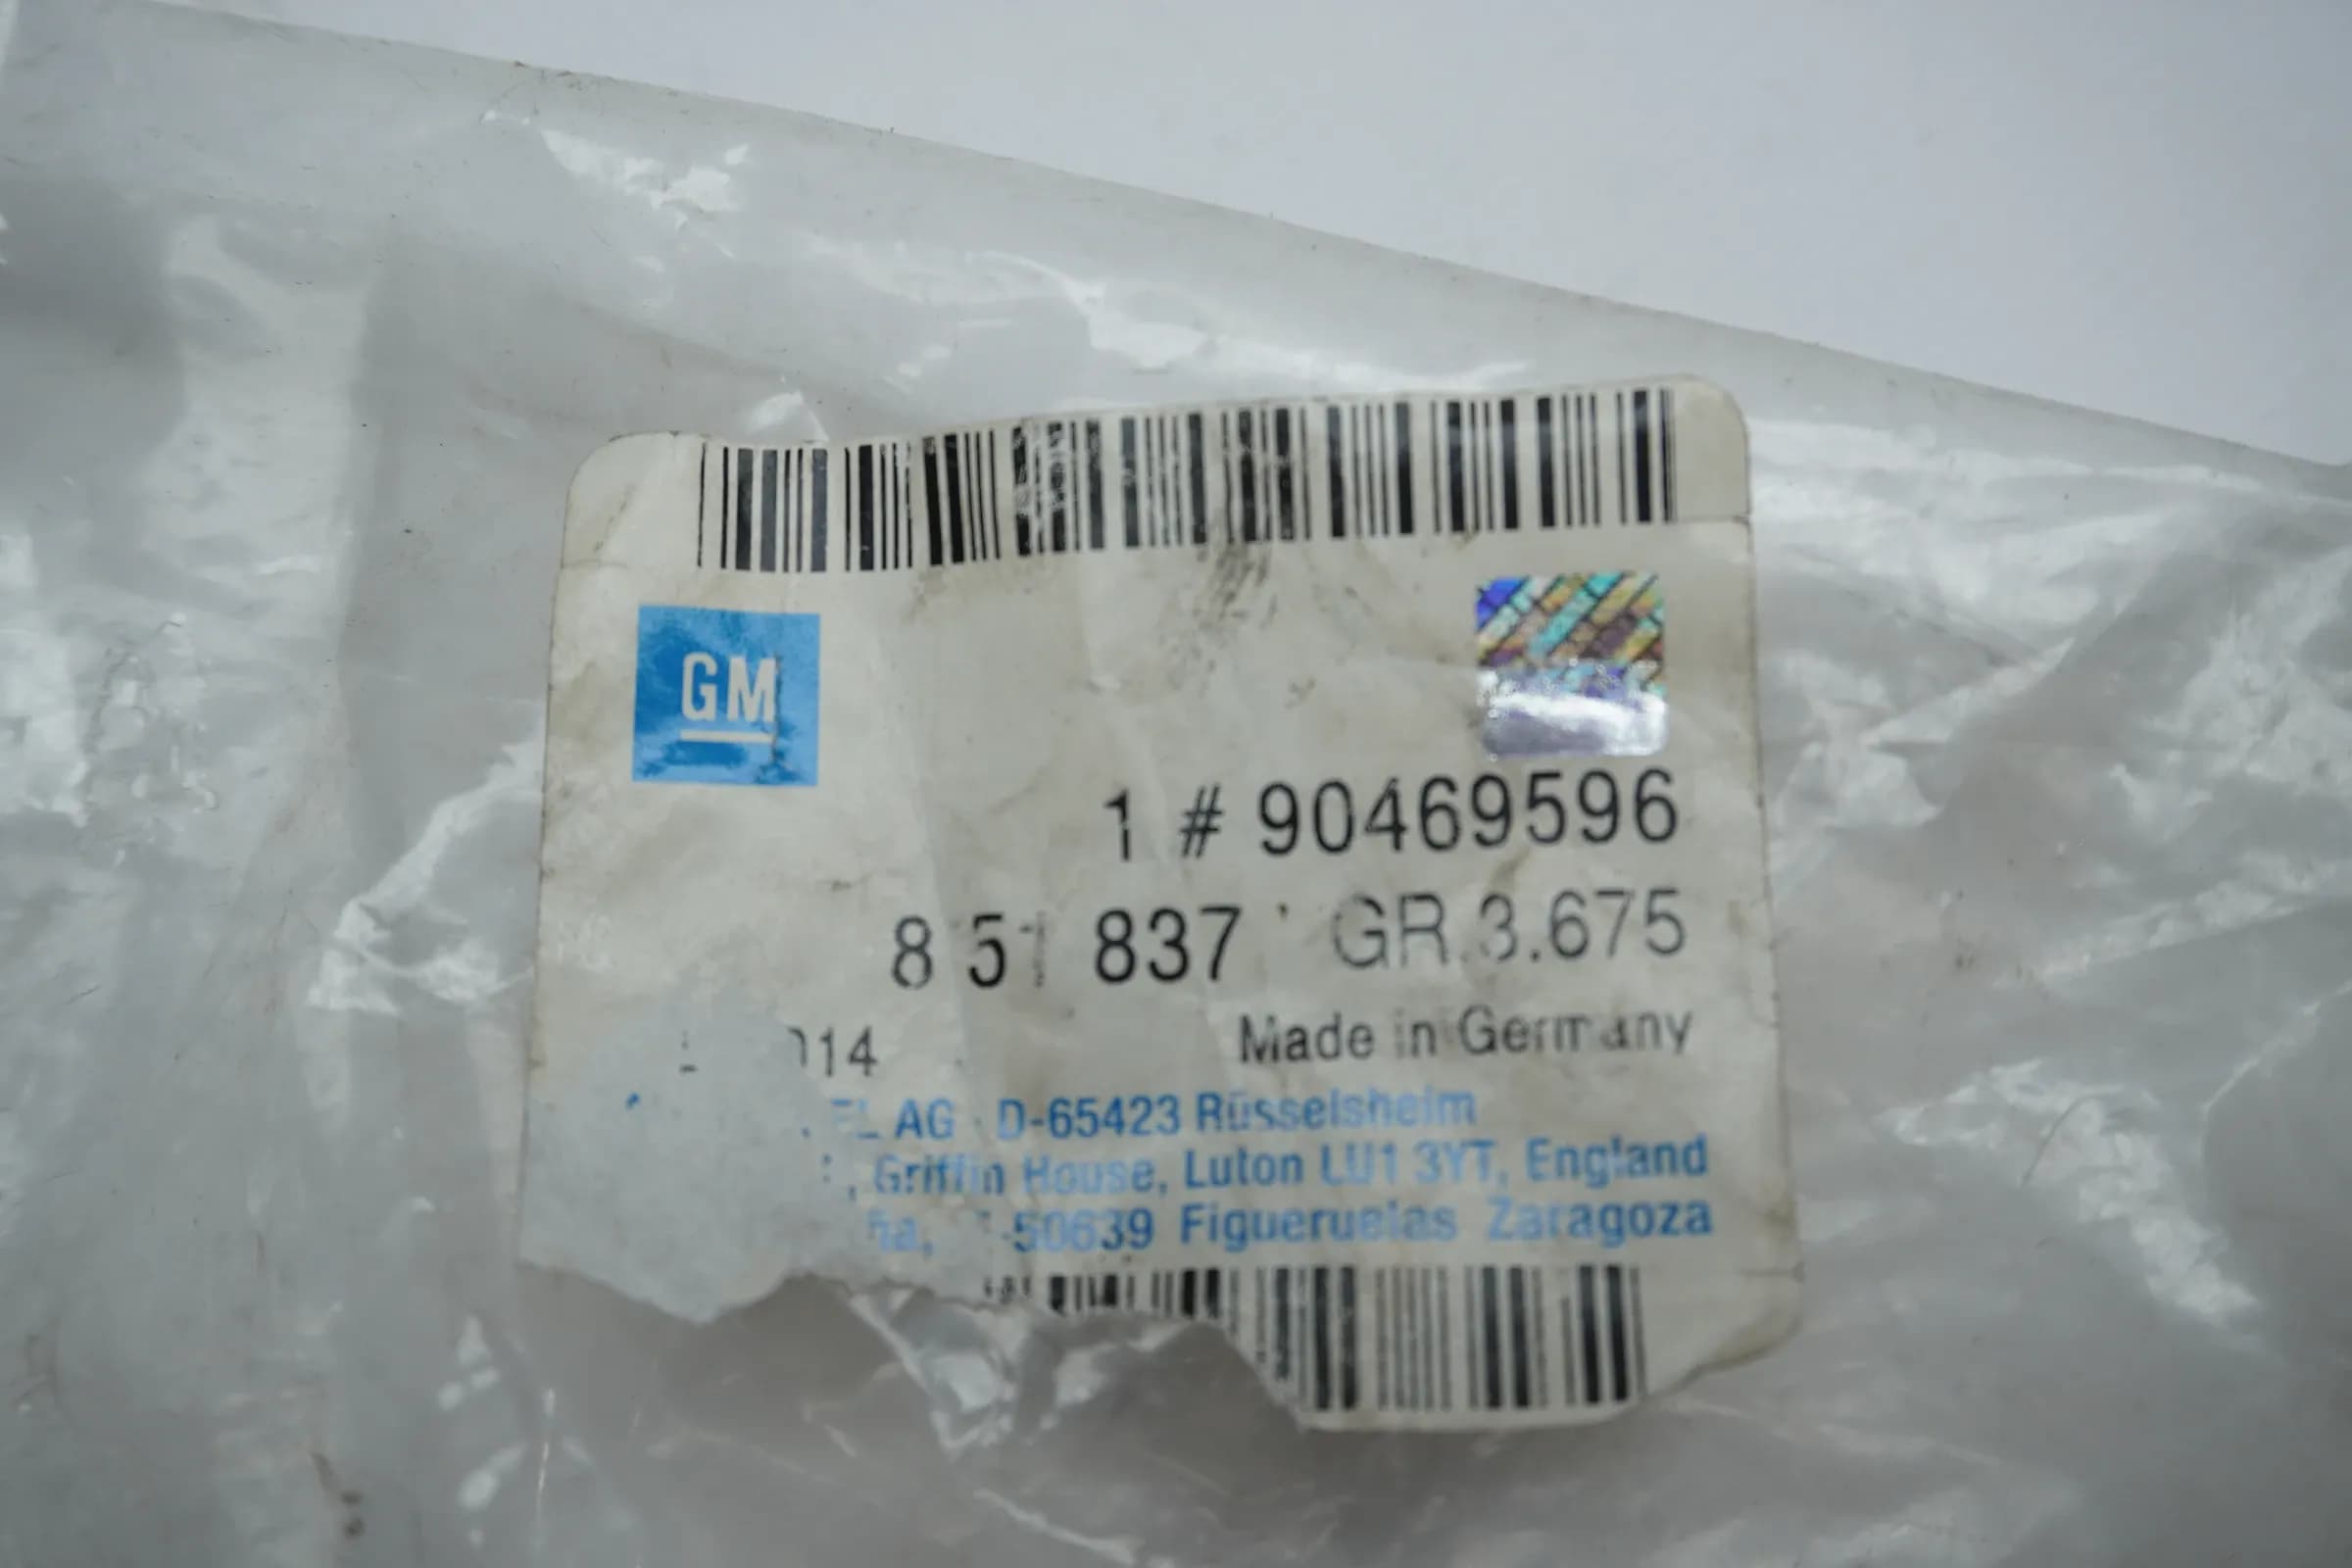 GM
1 # 90469596
8 51 837 GR.3.675
014
Made in Germany
AG · D-65423 Rüsselsheim
, Griffin House, Luton LU1 3YT, England
-50639 Figueruelas Zaragoza